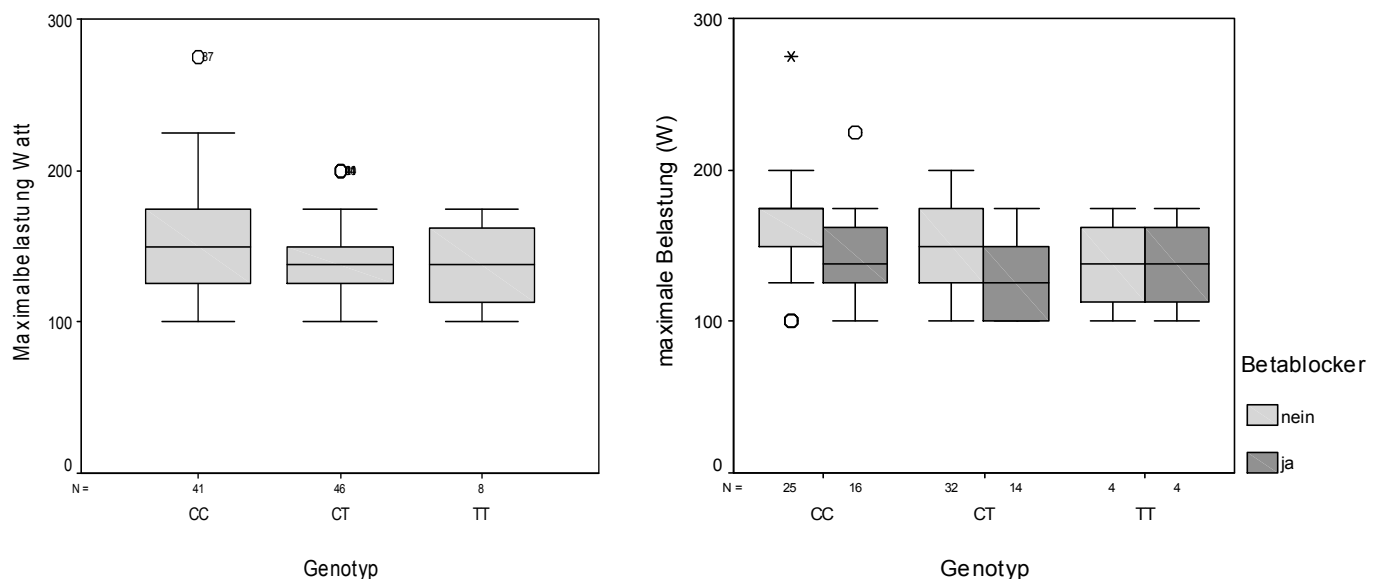 300
200
100
0
Maximalbelastung Watt
87
N =
41
46
8
CC
CT
TT
Genotyp
300
200
100
0
maximale Belastung (W)
N =
25
16
32
14
4
4
CC
CT
TT
Genotyp
Betablocker
nein
ja